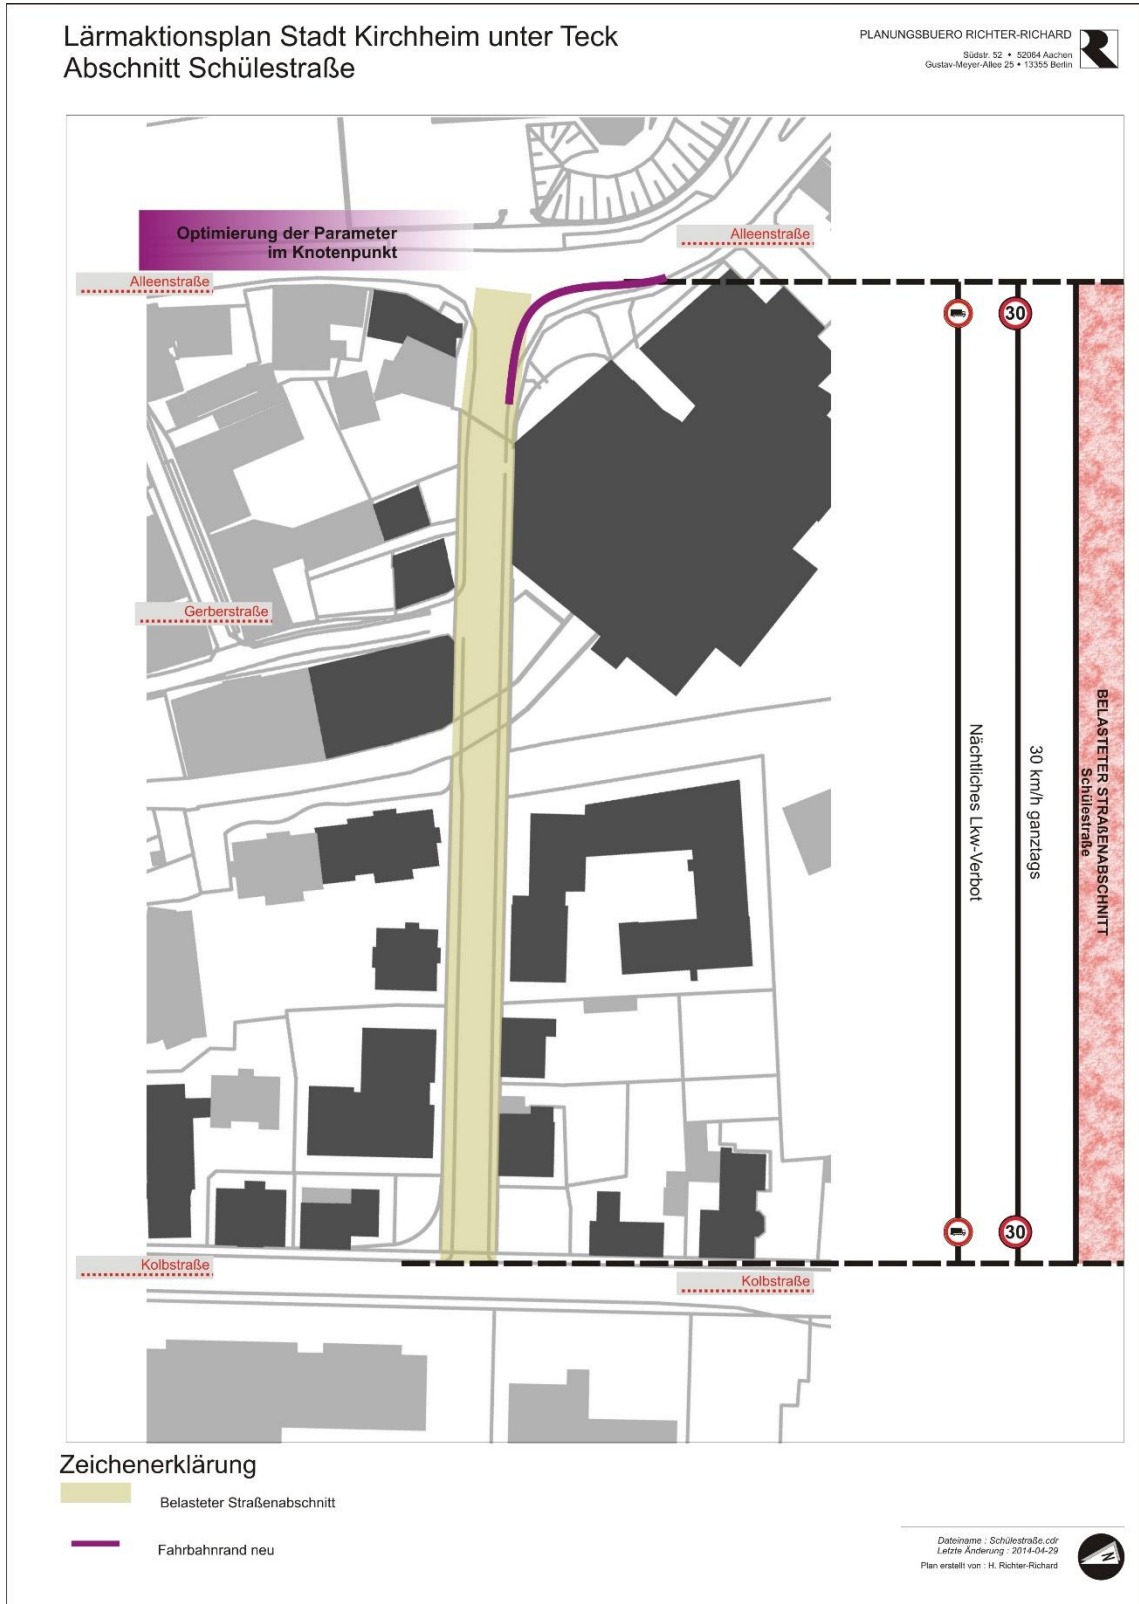 Lärmaktionsplan Stadt Kirchheim unter Teck
Abschnitt Schülestraße
PLANUNGSBUERO RICHTER-RICHARD
Südstr. 52 • 52064 Aachen
Gustav-Meyer-Allee 25 • 13355 Berlin
R
Optimierung der Parameter
im Knotenpunkt
Alleenstraße
Alleenstraße
30
Gerberstraße
Nächtliches Lkw-Verbot
30 km/h ganztags
BELASTETER STRAßENABSCHNITT
Schülestraße
30
Kolbstraße
Kolbstraße
Zeichenerklärung
Belasteter Straßenabschnitt
Fahrbahnrand neu
Dateiname : Schülestraße.cdr
Letzte Änderung : 2014-04-29
Plan erstellt von : H. Richter-Richard
N